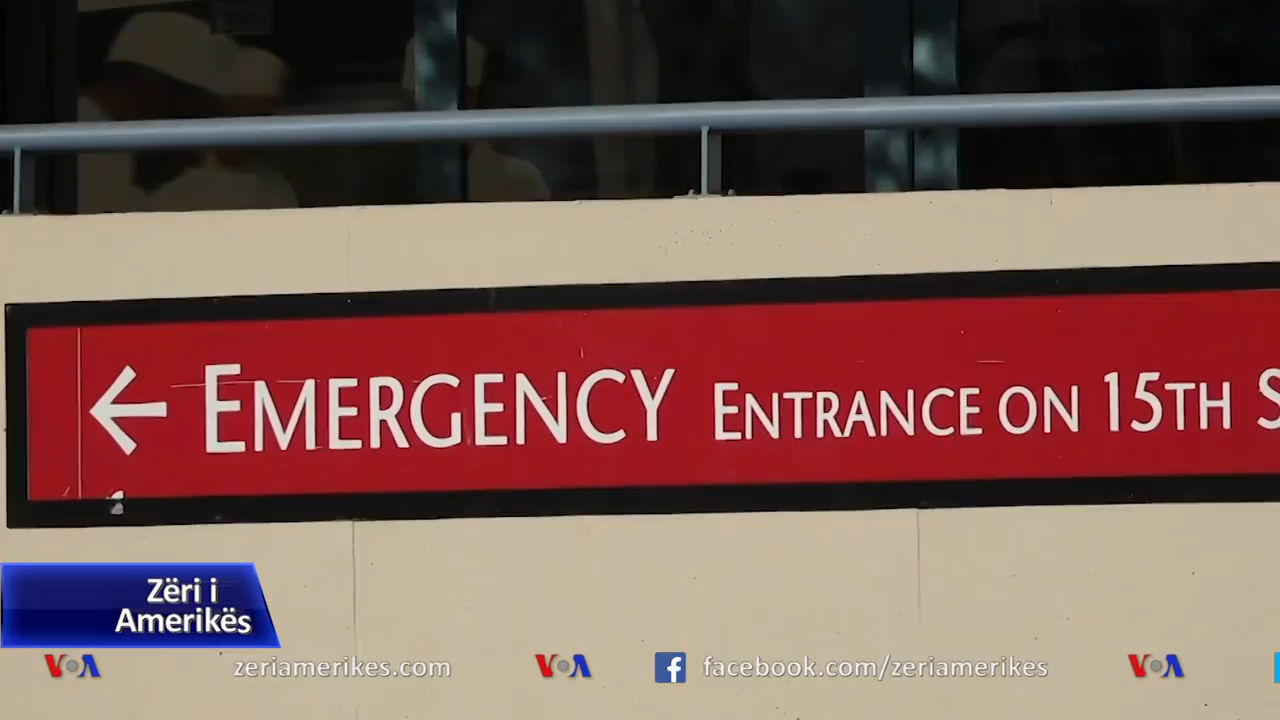 ← EMERGENCY ENTRANCE ON 15TH S
Zëri i
Amerikës
VOA zeriamerikes.com VOA facebook.com/zeriamerikes VOA